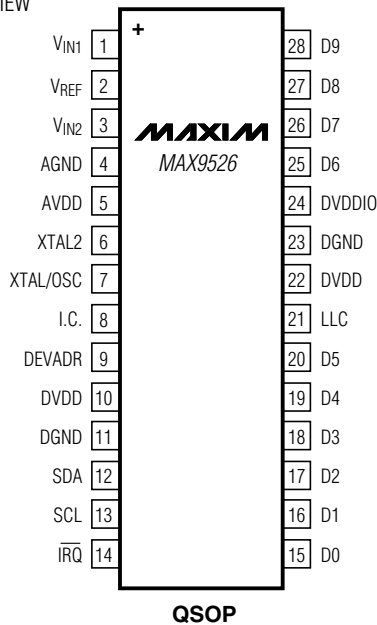 IEW
+
VIN1 1
VREF 2
VIN2 3
AGND 4
AVDD 5
XTAL2 6
XTAL/OSC 7
I.C. 8
DEVADR 9
DVDD 10
DGND 11
SDA 12
SCL 13
IRQ 14
MAXIM
MAX9526
28 D9
27 D8
26 D7
25 D6
24 DVDDIO
23 DGND
22 DVDD
21 LLC
20 D5
19 D4
18 D3
17 D2
16 D1
15 D0
QSOP